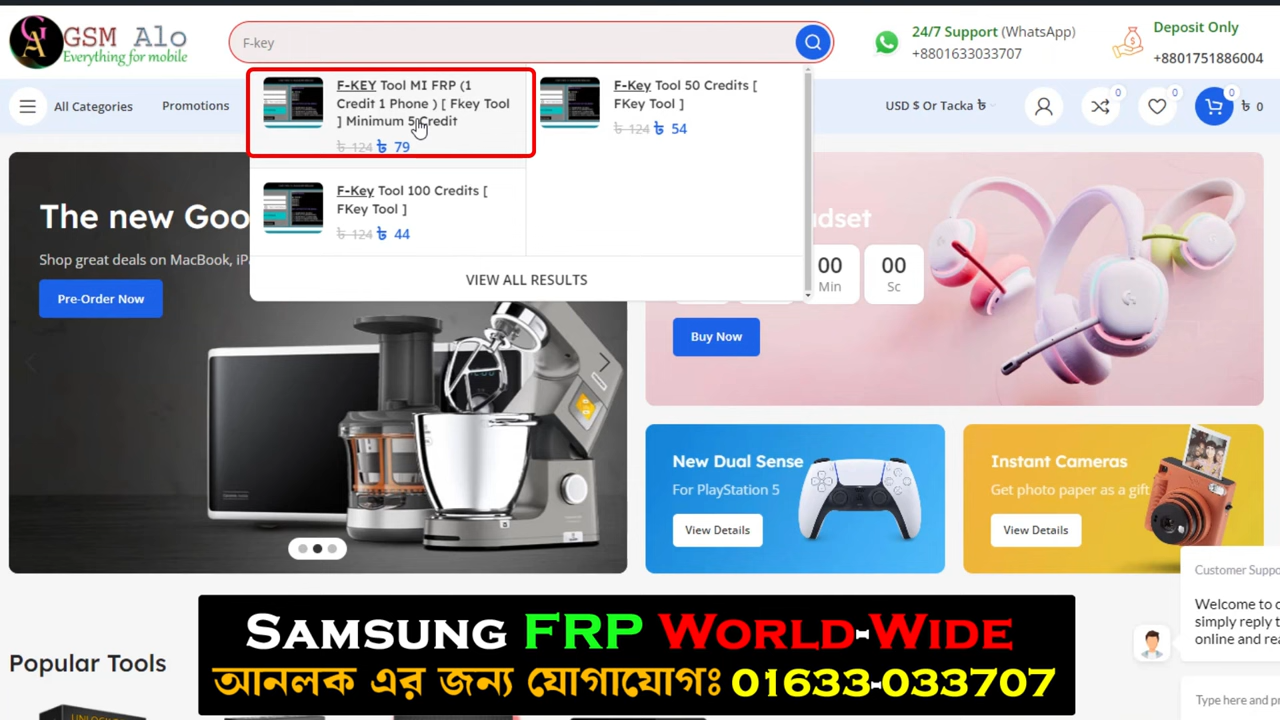 GSM Alo
Everything for mobile
F-key
24/7 Support (WhatsApp)
+8801633033707
Deposit Only
+8801751886004
All Categories
Promotions
USD $ Or Tacka ৳
0
0
0
৳ 0
F-KEY Tool MI FRP (1
Credit 1 Phone ) [ Fkey Tool
] Minimum 5 Credit
৳ 124 ৳ 79
F-Key Tool 50 Credits [
FKey Tool ]
৳ 124 ৳ 54
F-Key Tool 100 Credits [
FKey Tool ]
৳ 124 ৳ 44
VIEW ALL RESULTS
The new Goo
Shop great deals on MacBook, iP
Pre-Order Now
dset
00
Min
00
Sc
Buy Now
New Dual Sense
For PlayStation 5
View Details
Instant Cameras
Get photo paper as a gift
View Details
Customer Suppo
Welcome to
simply reply t
online and rea
Type here and p
Popular Tools
SAMSUNG FRP WORLD-WIDE
আনলক এর জন্য যোগাযোগঃ 01633-033707